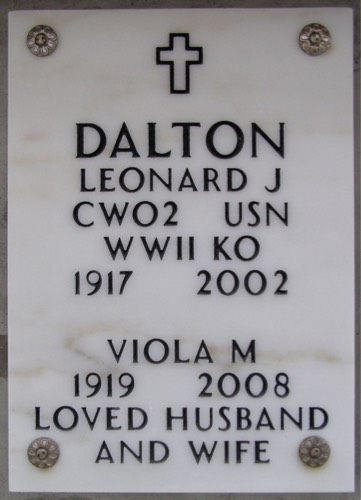 DALTON
LEONARD J
CWO2 USN
WWII KO
1917 2002
VIOLA M
1919 2008
LOVED HUSBAND
AND WIFE